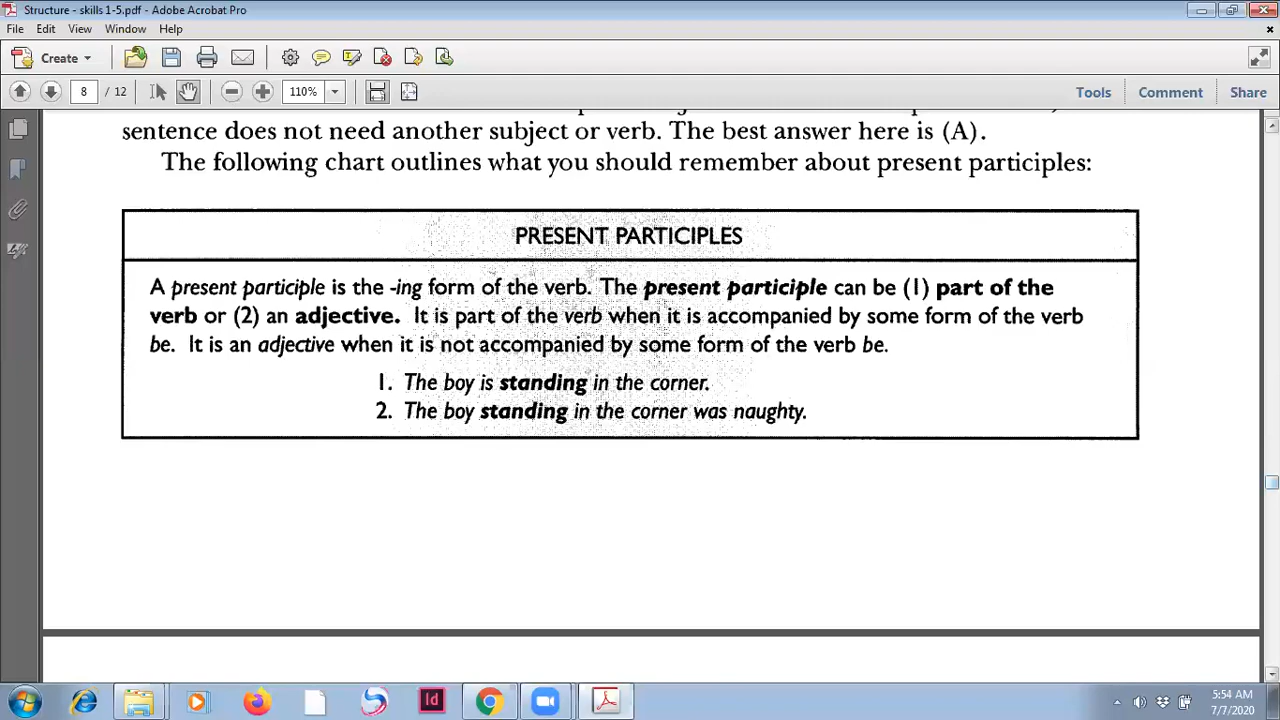 Structure - skills 1-5.pdf - Adobe Acrobat Pro
File Edit View Window Help
Create
8 / 12 110% Tools Comment Share
sentence does not need another subject or verb. The best answer here is (A).
The following chart outlines what you should remember about present participles:
PRESENT PARTICIPLES
A present participle is the -ing form of the verb. The present participle can be (1) part of the
verb or (2) an adjective. It is part of the verb when it is accompanied by some form of the verb
be. It is an adjective when it is not accompanied by some form of the verb be.
1. The boy is standing in the corner.
2. The boy standing in the corner was naughty.
Id
5:54 AM
7/7/2020